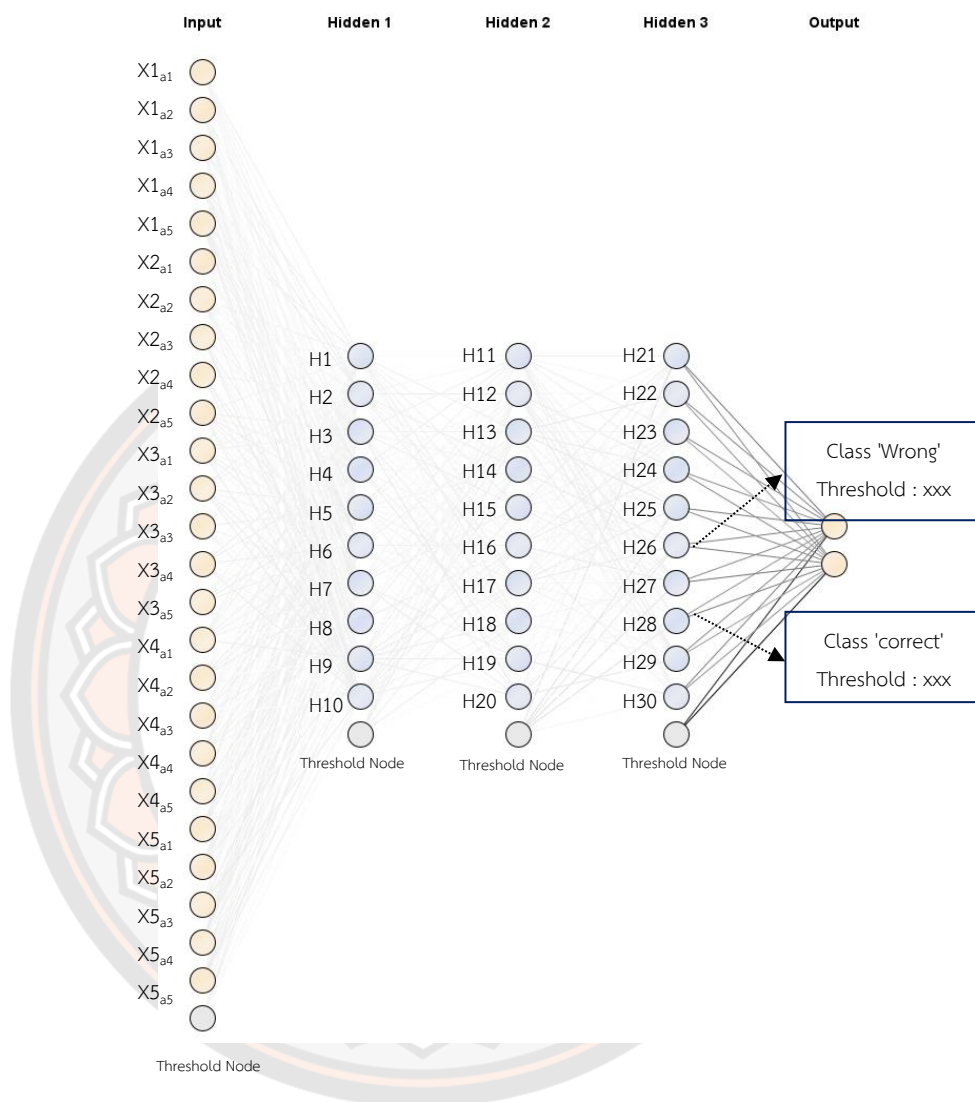 Input Hidden 1 Hidden 2 Hidden 3 Output
X1a1
X1a2
X1a3
X1a4
X1a5
X2a1
X2a2
X2a3
X2a4
X2a5
X3a1
X3a2
X3a3
X3a4
X3a5
X4a1
X4a2
X4a3
X4a4
X4a5
X5a1
X5a2
X5a3
X5a4
X5a5
Threshold Node
H1
H2
H3
H4
H5
H6
H7
H8
H9
H10
Threshold Node
H11
H12
H13
H14
H15
H16
H17
H18
H19
H20
Threshold Node
H21
H22
H23
H24
H25
H26
H27
H28
H29
H30
Threshold Node
Class 'Wrong'
Threshold : xxx
Class 'correct'
Threshold : xxx